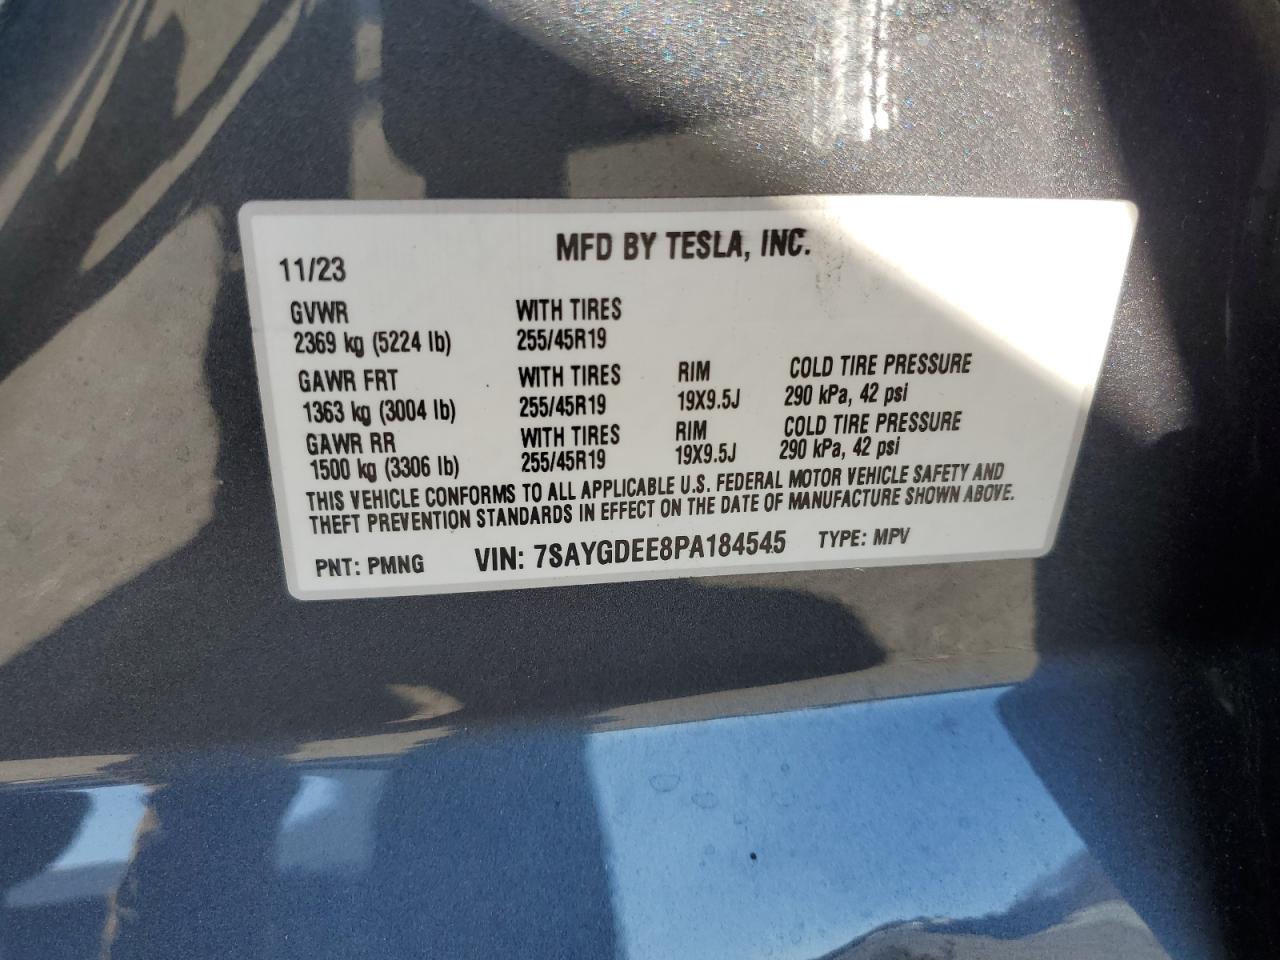 MFD BY TESLA, INC.
11/23
GVWR WITH TIRES
2369 kg (5224 lb) 255/45R19
GAWR FRT WITH TIRES RIM COLD TIRE PRESSURE
1363 kg (3004 lb) 255/45R19 19X9.5J 290 kPa, 42 psi
GAWR RR WITH TIRES RIM COLD TIRE PRESSURE
1500 kg (3306 lb) 255/45R19 19X9.5J 290 kPa, 42 psi
THIS VEHICLE CONFORMS TO ALL APPLICABLE U.S. FEDERAL MOTOR VEHICLE SAFETY AND
THEFT PREVENTION STANDARDS IN EFFECT ON THE DATE OF MANUFACTURE SHOWN ABOVE.
PNT: PMNG VIN: 7SAYGDEE8PA184545 TYPE: MPV